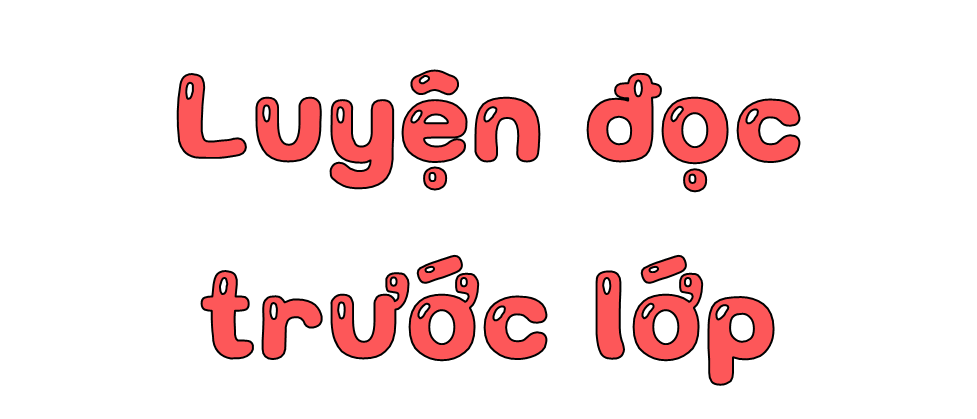 Luyện đọc
trước lớp